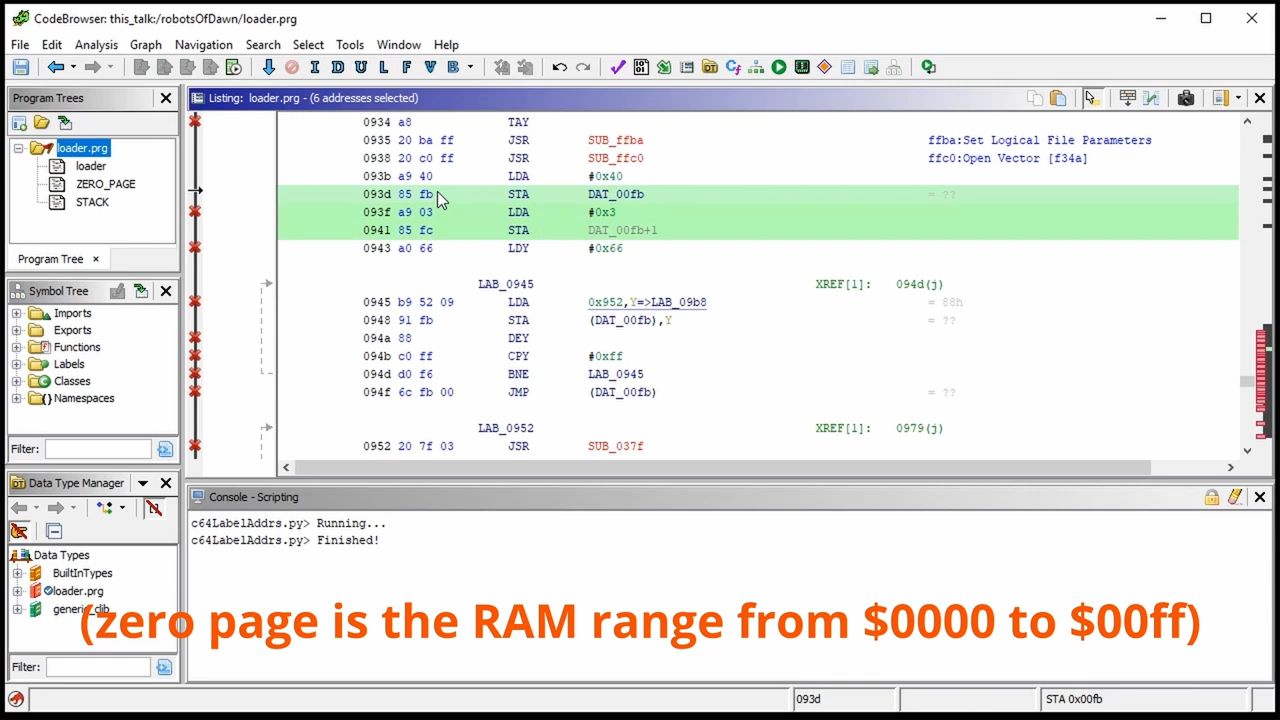 CodeBrowser: this_talk:/robotsOfDawn/loader.prg
File Edit Analysis Graph Navigation Search Select Tools Window Help
I D U L F V B
Program Trees
loader.prg
loader
ZERO_PAGE
STACK
Program Tree ×
Symbol Tree
Imports
Exports
Functions
Labels
Classes
Namespaces
Filter:
Data Type Manager
Data Types
BuiltInTypes
loader.prg
generic_clib
Filter:
Listing: loader.prg - (6 addresses selected)
0934 a8 TAY
0935 20 ba ff JSR SUB_ffba ffba:Set Logical File Parameters
0938 20 c0 ff JSR SUB_ffc0 ffc0:Open Vector [f34a]
093b a9 40 LDA #0x40
093d 85 fb STA DAT_00fb = ??
093f a9 03 LDA #0x3
0941 85 fc STA DAT_00fb+1
0943 a0 66 LDY #0x66
LAB_0945 XREF[1]: 094d(j)
0945 b9 52 09 LDA 0x952,Y=>LAB_09b8 = 88h
0948 91 fb STA (DAT_00fb),Y = ??
094a 88 DEY
094b c0 ff CPY #0xff
094d d0 f6 BNE LAB_0945
094f 6c fb 00 JMP (DAT_00fb) = ??
LAB_0952 XREF[1]: 0979(j)
0952 20 7f 03 JSR SUB_037f
Console - Scripting
c64LabelAddrs.py> Running...
c64LabelAddrs.py> Finished!
(zero page is the RAM range from $0000 to $00ff)
093d
STA 0x00fb